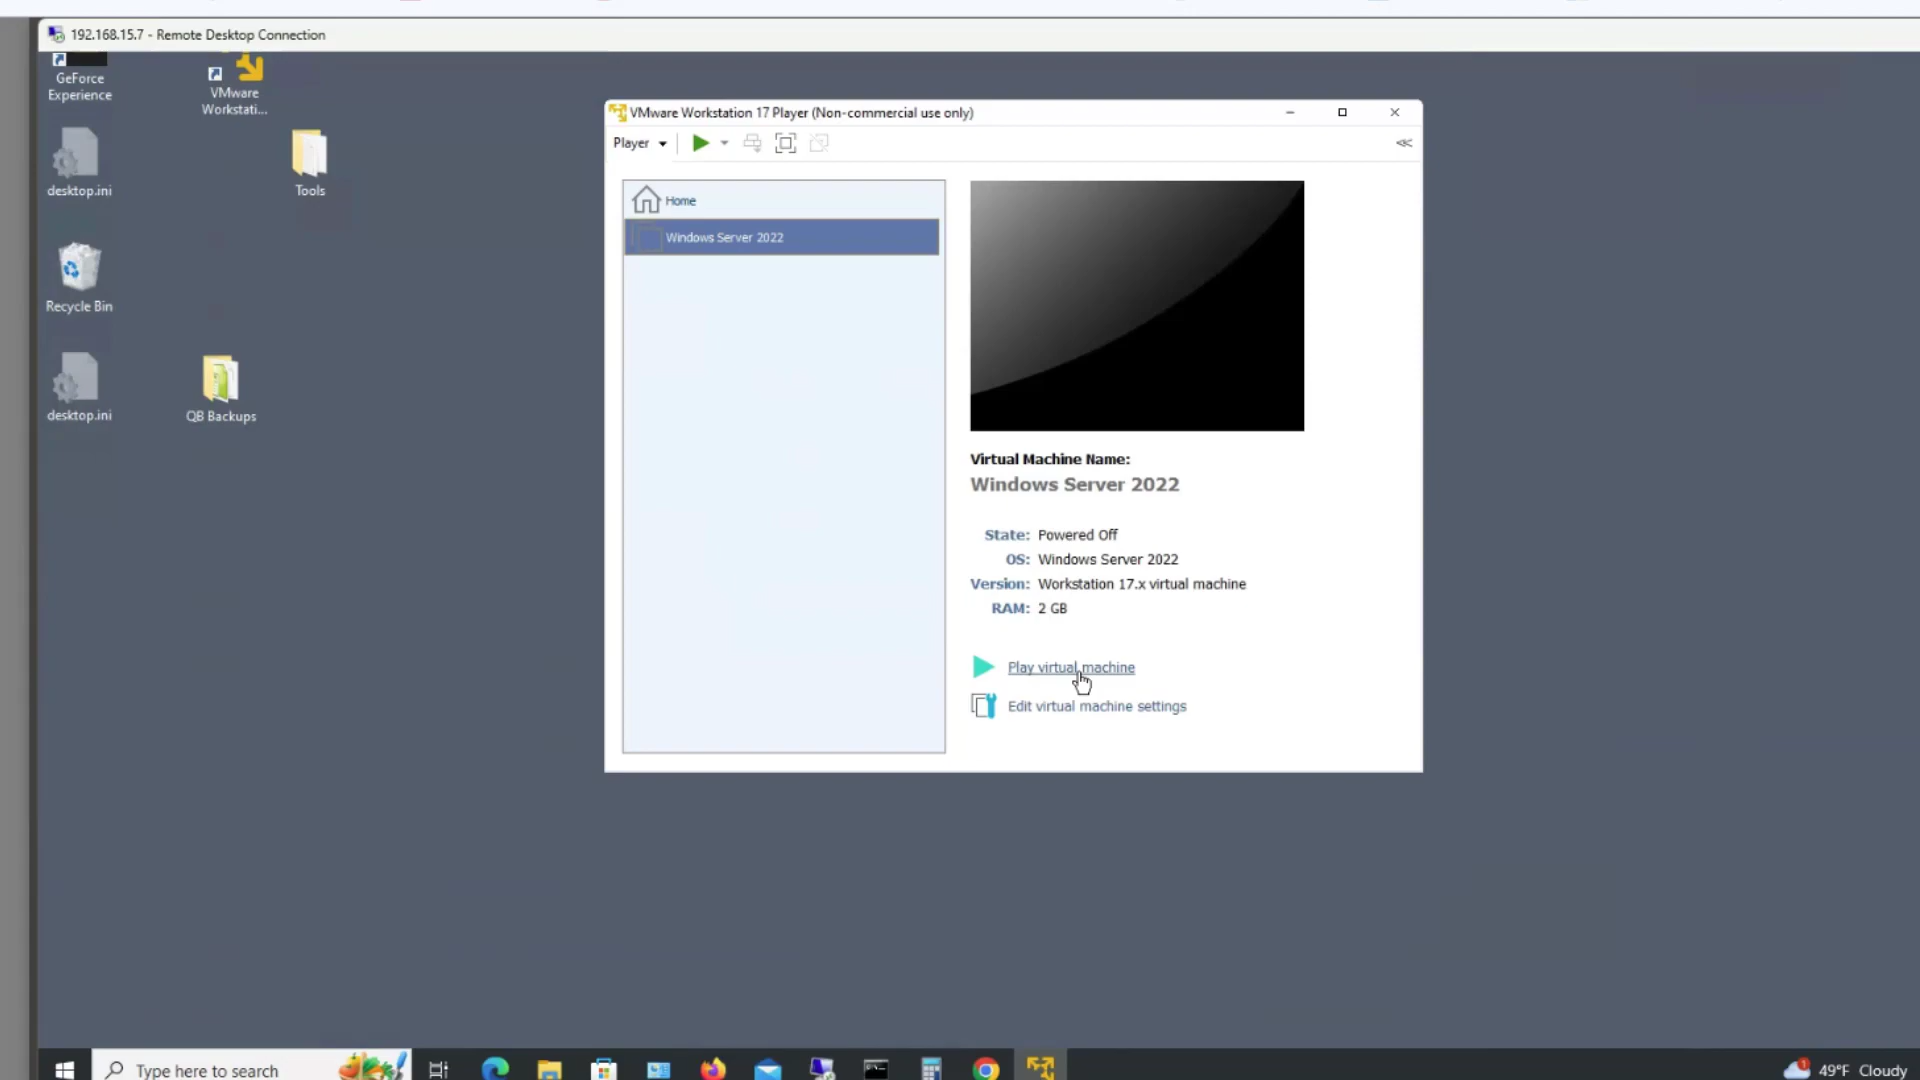 192.168.15.7 - Remote Desktop Connection
GeForce
Experience
VMware
Workstati...
desktop.ini
Tools
Recycle Bin
desktop.ini
QB Backups
VMware Workstation 17 Player (Non-commercial use only)
Player
Home
Windows Server 2022
Virtual Machine Name:
Windows Server 2022
State: Powered Off
OS: Windows Server 2022
Version: Workstation 17.x virtual machine
RAM: 2 GB
Play virtual machine
Edit virtual machine settings
Type here to search
1
49°F Cloudy